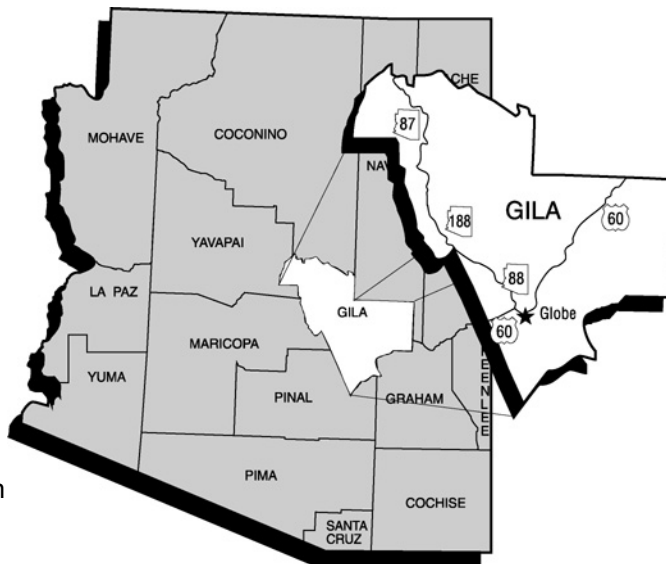 MOHAVE
COCONINO
NAV
CHE
87
188
GILA
60
88
Globe
60
YAVAPAI
LA PAZ
GILA
MARICOPA
YUMA
PINAL
GRAHAM
REENLEE
PIMA
COCHISE
SANTA
CRUZ
n